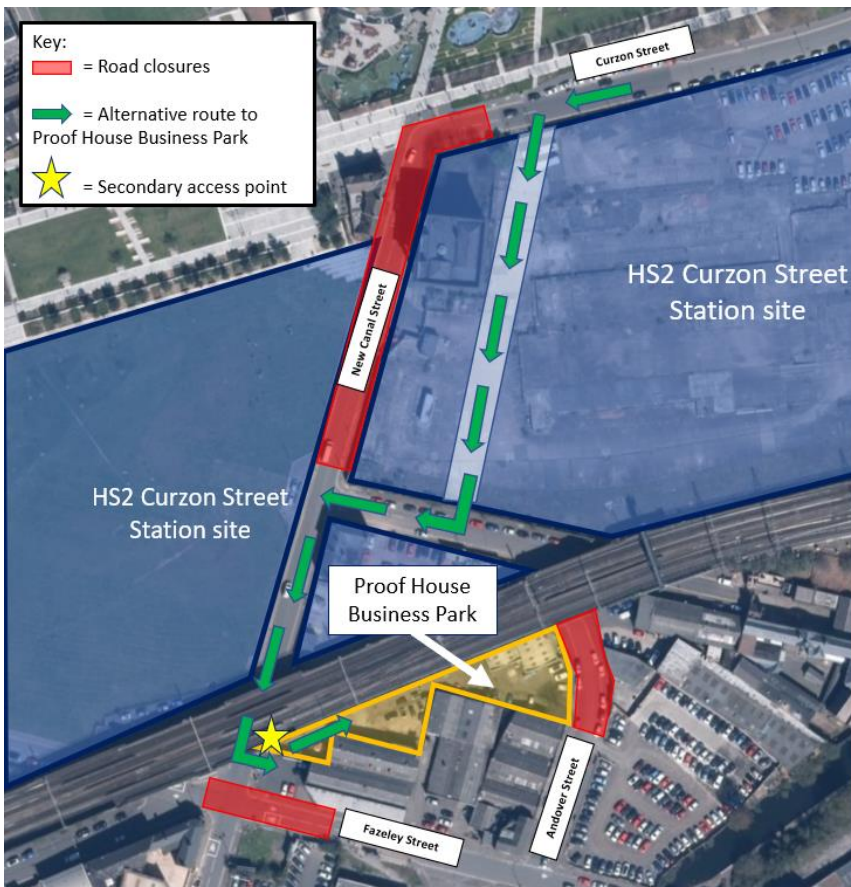 Key:
= Road closures
= Alternative route to
Proof House Business Park
= Secondary access point
Curzon Street
New Canal Street
HS2 Curzon Street
Station site
HS2 Curzon Street
Station site
Proof House
Business Park
Andover Street
Fazeley Street